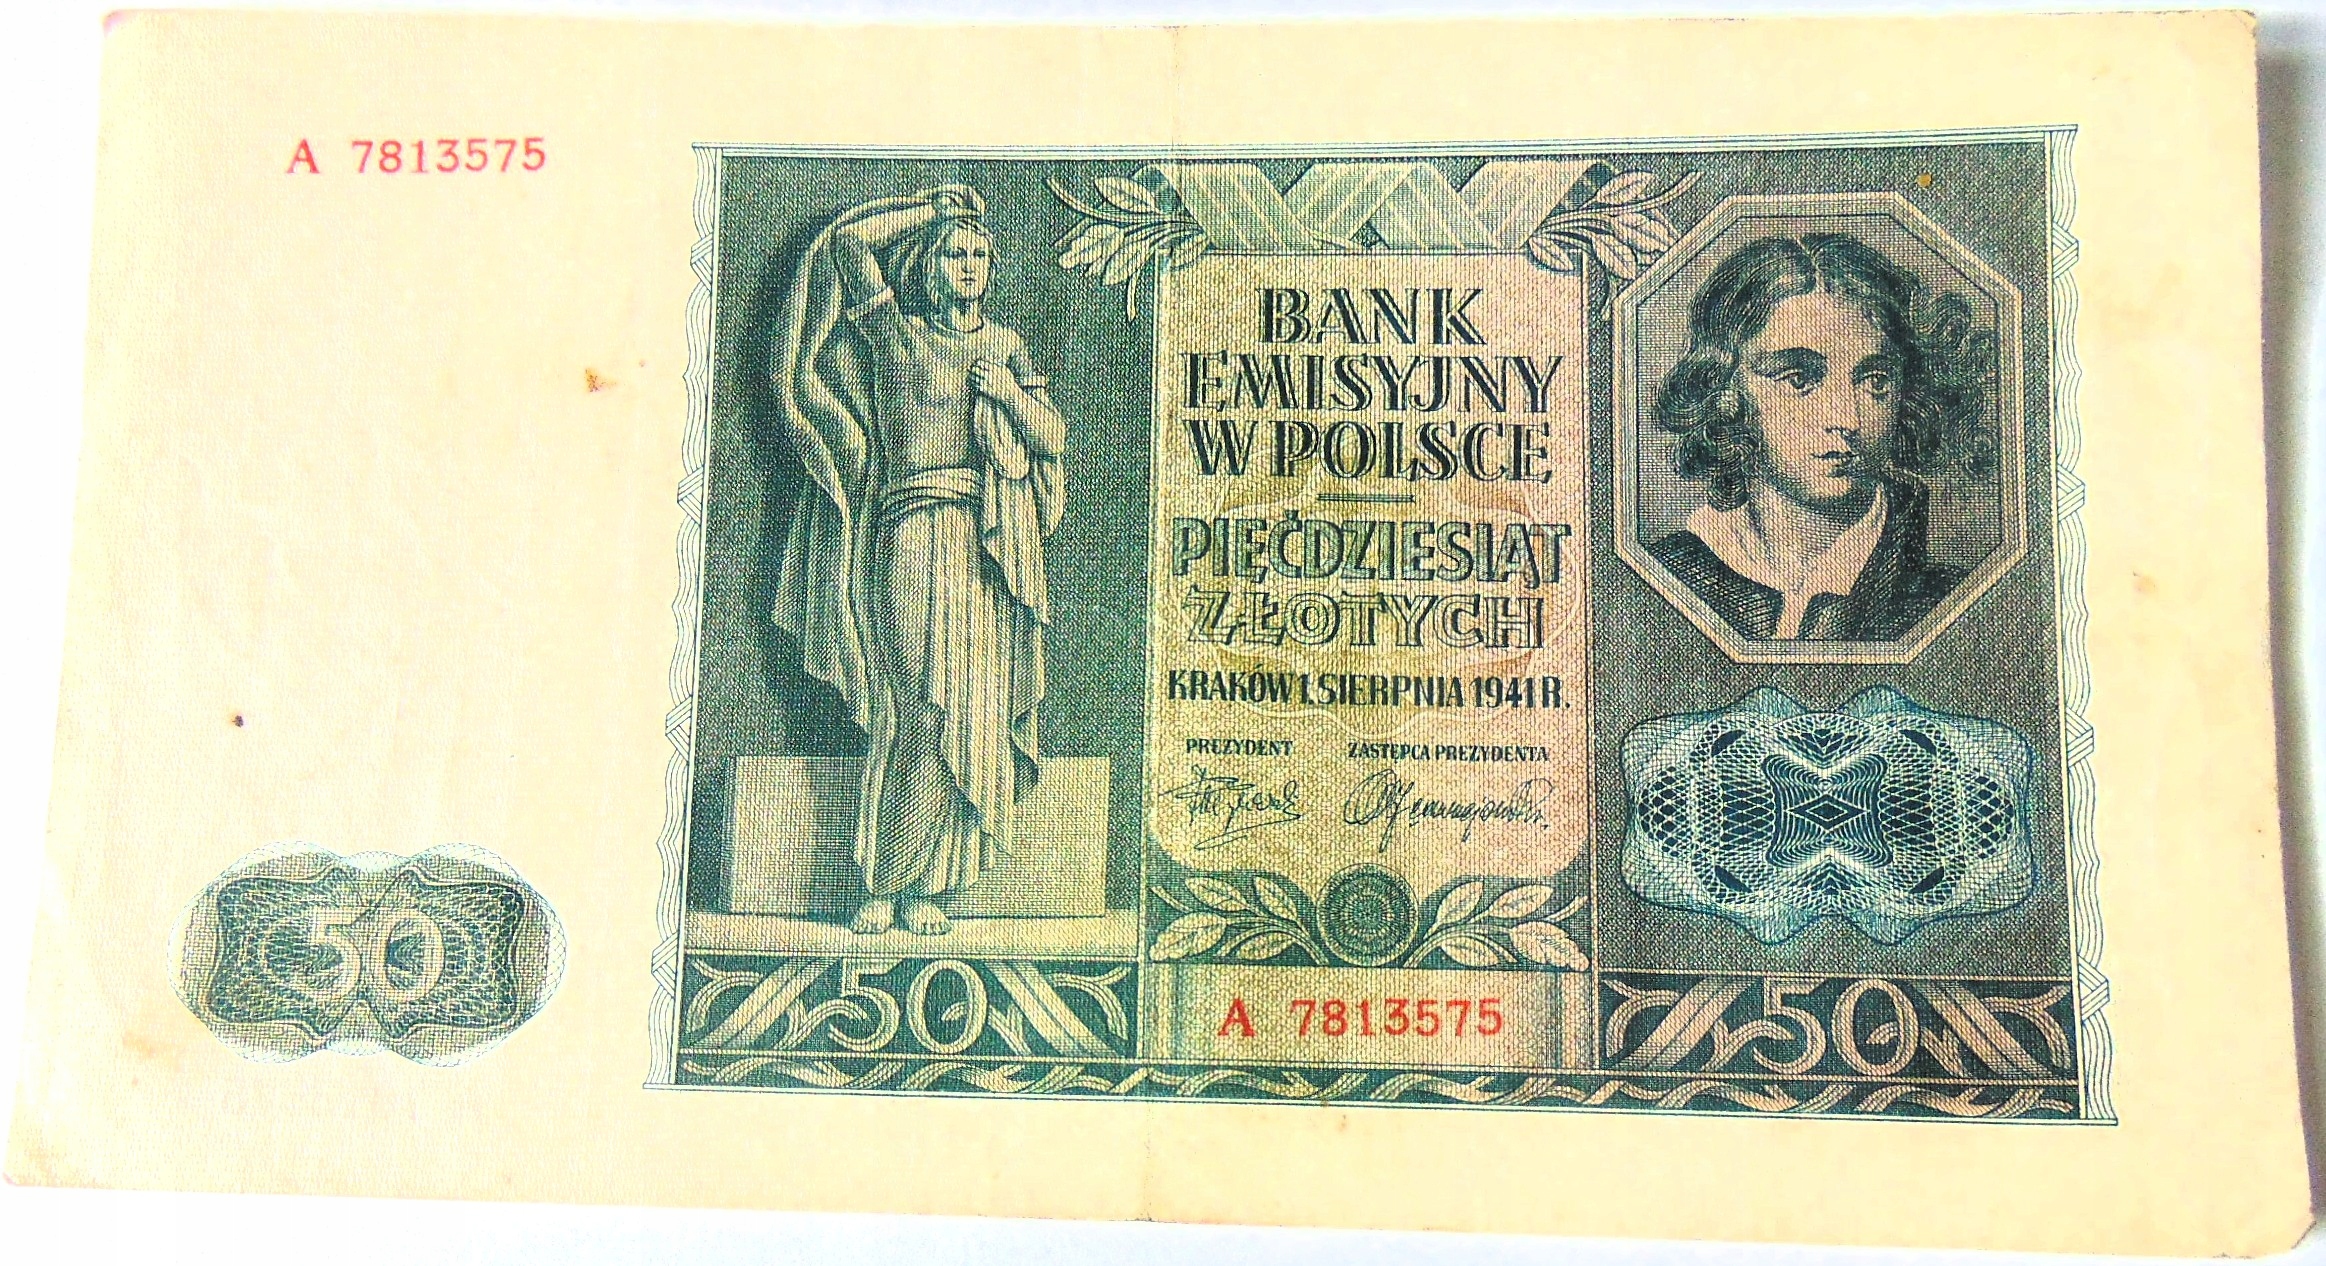 A 7813575
BANK
EMISYJNY
W POLSCE
PIĘĆDZIESIĄT
ZŁOTYCH
KRAKÓW 1. SIERPNIA 1941 R.
PREZYDENT ZASTĘPCA PREZYDENTA
50
50
A 7813575
50